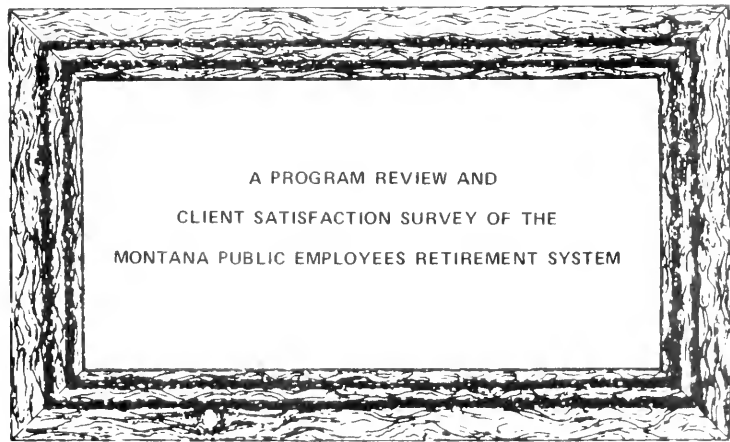 A PROGRAM REVIEW AND
CLIENT SATISFACTION SURVEY OF THE
MONTANA PUBLIC EMPLOYEES RETIREMENT SYSTEM